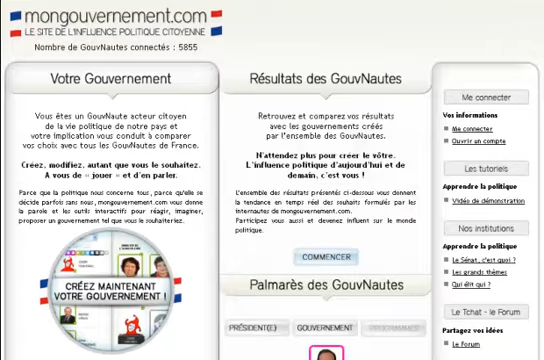 mongouvernement.com
LE SITE DE L'INFLUENCE POLITIQUE CITOYENNE
Nombre de GouvNautes connectés : 5855
Votre Gouvernement
Vous êtes un GouvNaute acteur citoyen
de la vie politique de notre pays et
votre implication vous conduit à comparer
vos choix avec tous les GouvNautes de France.
Créez, modifiez, autant que vous le souhaitez.
A vous de « jouer » et d'en parler.
Parce que la politique nous concerne tous, parce qu'elle se
décide parfois sans nous, mongouvernement.com vous donne
la parole et les outils interactifs pour réagir, imaginer,
proposer un gouvernement tel que vous le souhaiteriez.
CRÉEZ MAINTENANT
VOTRE GOUVERNEMENT !
Résultats des GouvNautes
Retrouvez et comparez vos résultats
avec les gouvernements créés
par l'ensemble des GouvNautes.
N'attendez plus pour créer le vôtre.
L'influence politique d'aujourd'hui et de
demain, c'est vous !
L'ensemble des résultats présentés ci-dessous vous donnent
la tendance en temps réel des souhaits formulés par les
internautes de mongouvernement.com.
Participez vous aussi et devenez influent sur le monde
politique.
COMMENCER
Palmarès des GouvNautes
PRÉSIDENT(E)
GOUVERNEMENT
PROGRAMMES
Me connecter
Vos informations
Me connecter
Ouvrir un compte
Les tutoriels
Apprendre la politique
Vidéo de démonstration
Nos institutions
Apprendre la politique
Le Sénat, c'est quoi ?
Les grands thèmes
Qui élit qui ?
Le Tchat - le Forum
Partagez vos idées
Le Forum